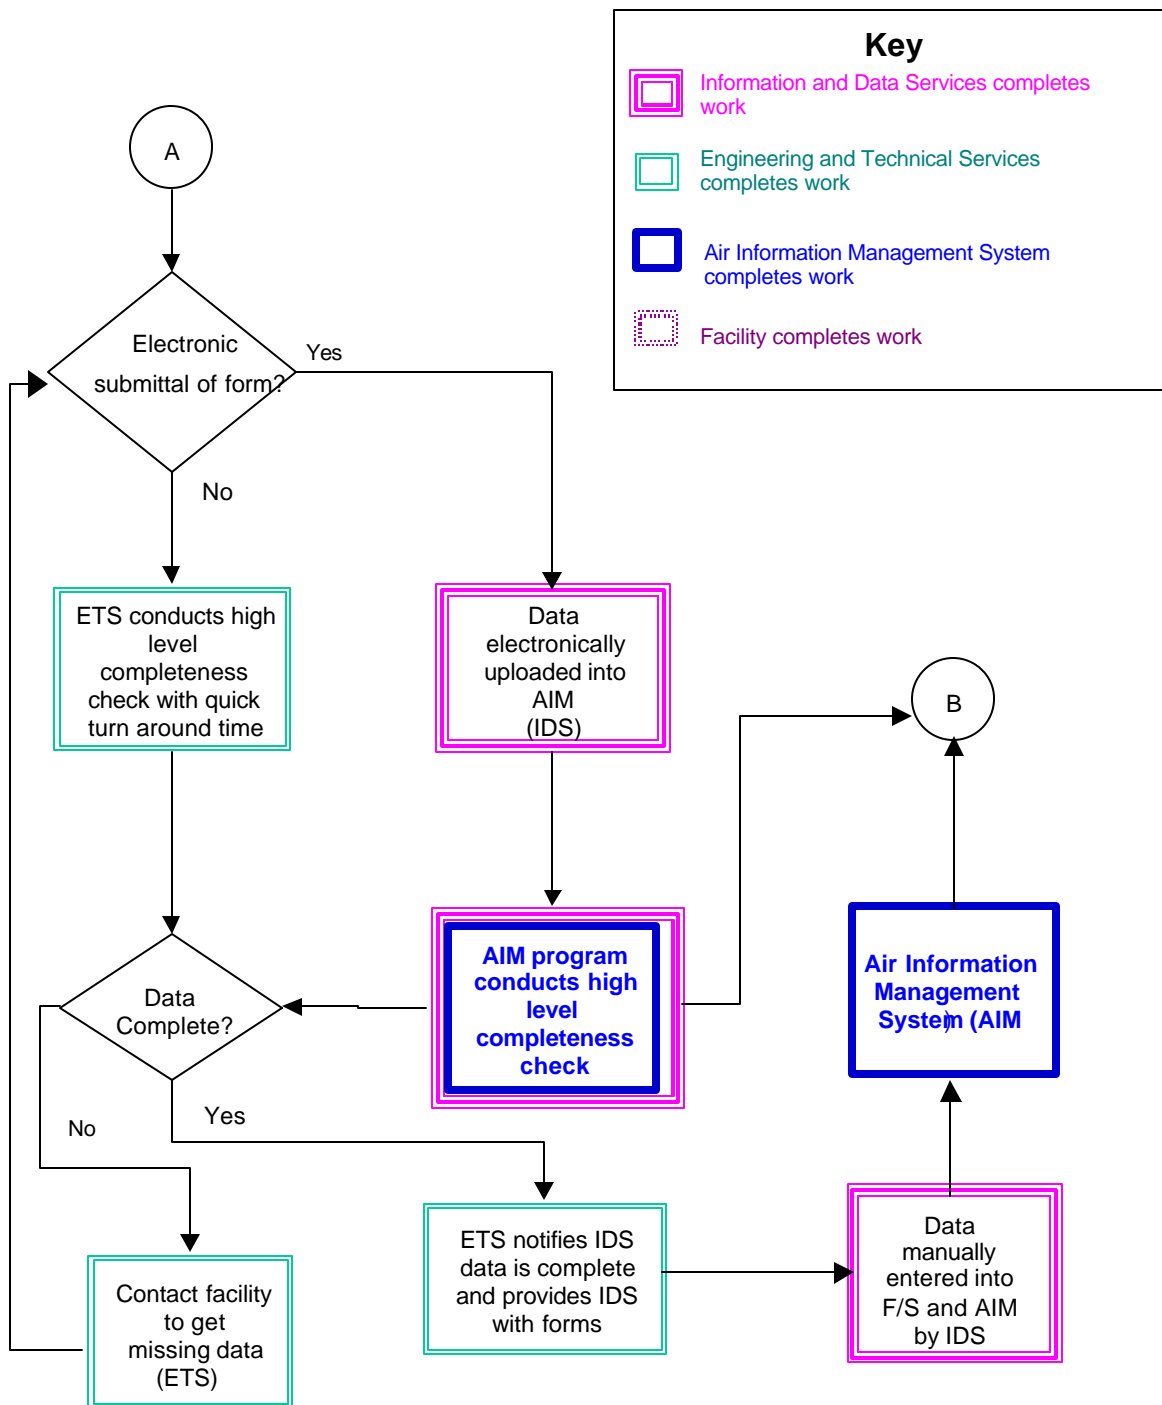 Key
Information and Data Services completes
work
Engineering and Technical Services
completes work
Air Information Management System
completes work
Facility completes work
A
Electronic
submittal of form?
Yes
No
ETS conducts high
level
completeness
check with quick
turn around time
Data
electronically
uploaded into
AIM
(IDS)
B
Data
Complete?
AIM program
conducts high
level
completeness
check
Air Information
Management
System (AIM)
No
Yes
Contact facility
to get
missing data
(ETS)
ETS notifies IDS
data is complete
and provides IDS
with forms
Data
manually
entered into
F/S and AIM
by IDS